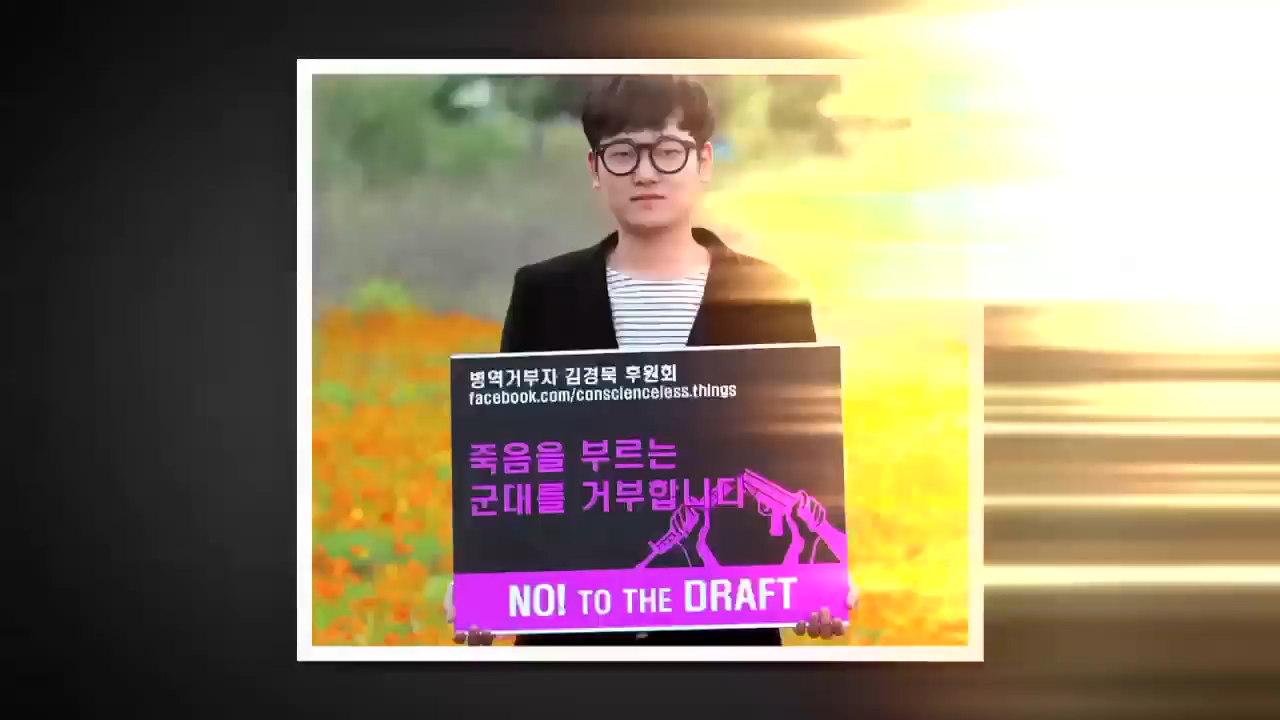 병역거부자 김경묵 후원회
facebook.com/conscienceless.things
죽음을 부르는
군대를 거부합니다
NO! TO THE DRAFT